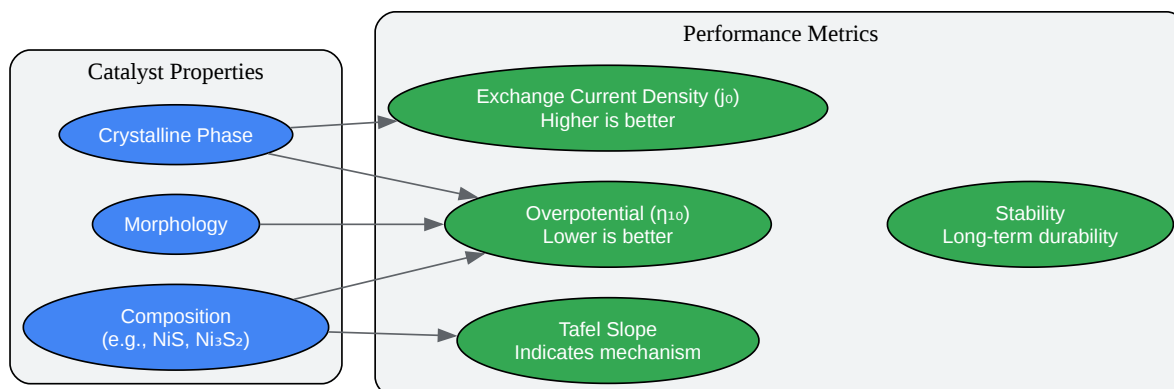 Performance Metrics
Catalyst Properties
Exchange Current Density (j₀)
Higher is better
Crystalline Phase
Morphology
Overpotential (η₁₀)
Lower is better
Stability
Long-term durability
Composition
(e.g., NiS, Ni₃S₂)
Tafel Slope
Indicates mechanism